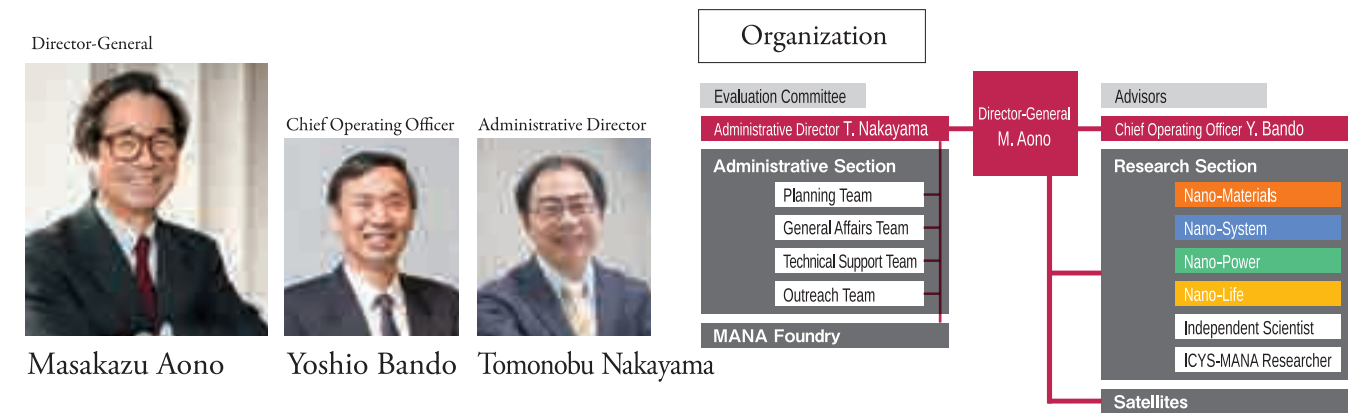 Director-General
Masakazu Aono
Chief Operating Officer
Yoshio Bando
Administrative Director
Tomonobu Nakayama
Organization
Evaluation Committee
Administrative Director T. Nakayama
Administrative Section
Planning Team
General Affairs Team
Technical Support Team
Outreach Team
MANA Foundry
Director-General
M. Aono
Advisors
Chief Operating Officer Y. Bando
Research Section
Nano-Materials
Nano-System
Nano-Power
Nano-Life
Independent Scientist
ICYS-MANA Researcher
Satellites